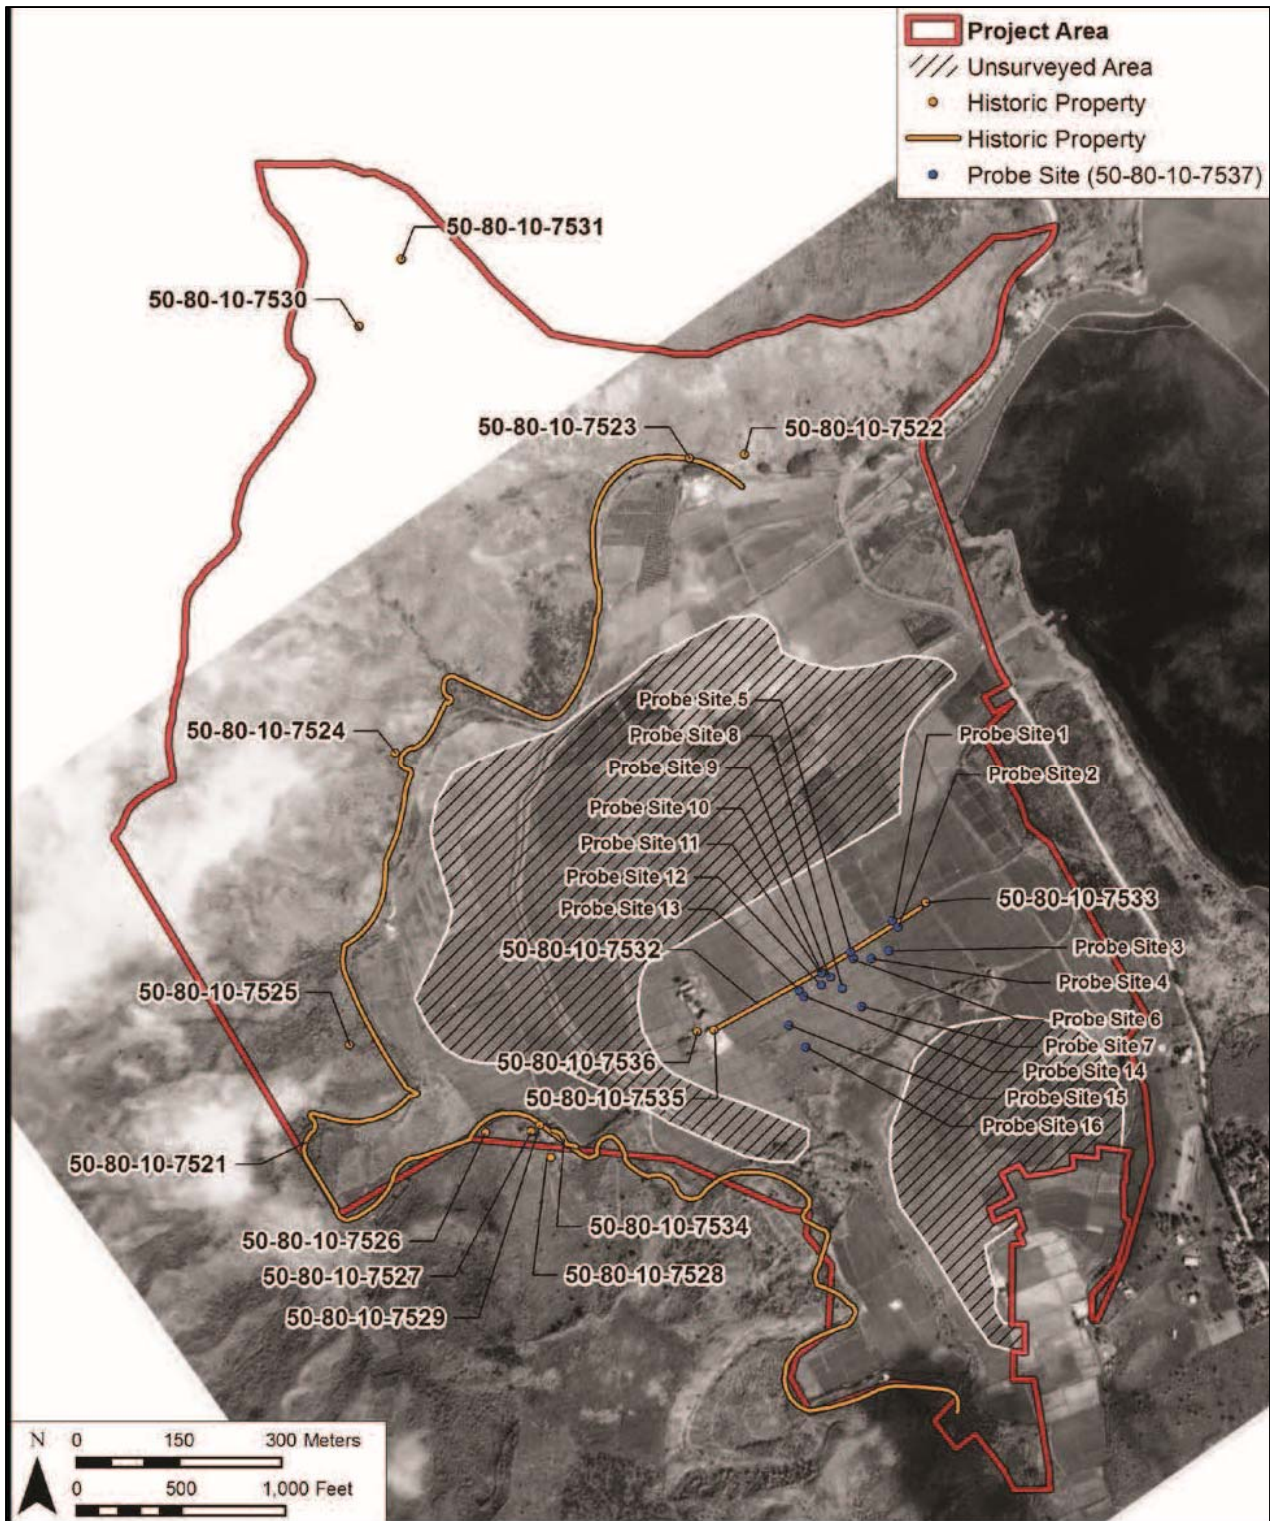 Project Area
Unsurveyed Area
Historic Property
Historic Property
Probe Site (50-80-10-7537)
50-80-10-7531
50-80-10-7530
50-80-10-7523
50-80-10-7522
Probe Site 5
50-80-10-7524
Probe Site 8
Probe Site 1
Probe Site 9
Probe Site 2
Probe Site 10
Probe Site 11
Probe Site 12
Probe Site 13
50-80-10-7533
50-80-10-7532
Probe Site 3
Probe Site 4
50-80-10-7525
Probe Site 6
Probe Site 7
50-80-10-7536
Probe Site 14
50-80-10-7535
Probe Site 15
Probe Site 16
50-80-10-7521
50-80-10-7534
50-80-10-7526
50-80-10-7527
50-80-10-7528
50-80-10-7529
N
0 150 300 Meters
0 500 1,000 Feet